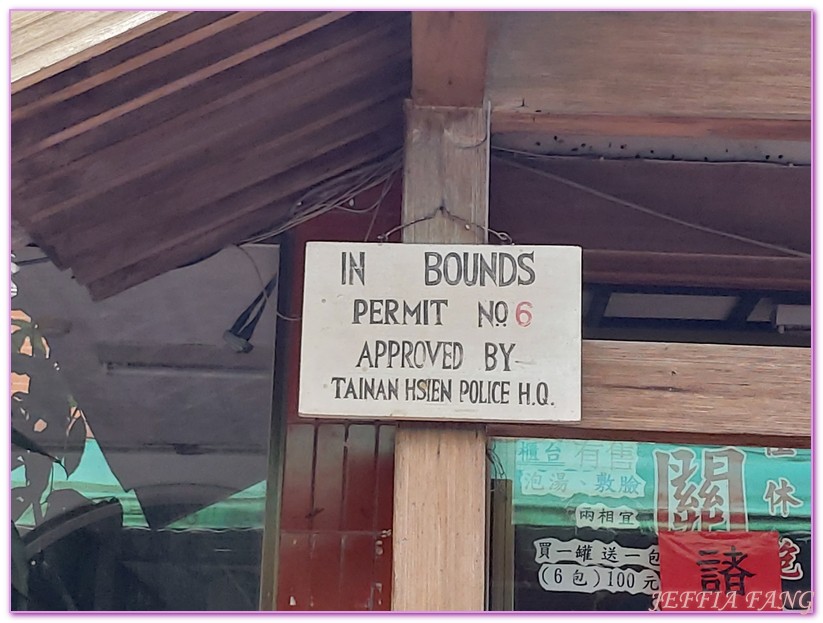 IN BOUNDS
PERMIT NO. 6
APPROVED BY
TAINAN HSIEN POLICE H.Q.
櫃台有售
泡湯、敷臉
兩相宜
買一罐送一包
(6包)100元
關
休
諸
JEFFIA FANG